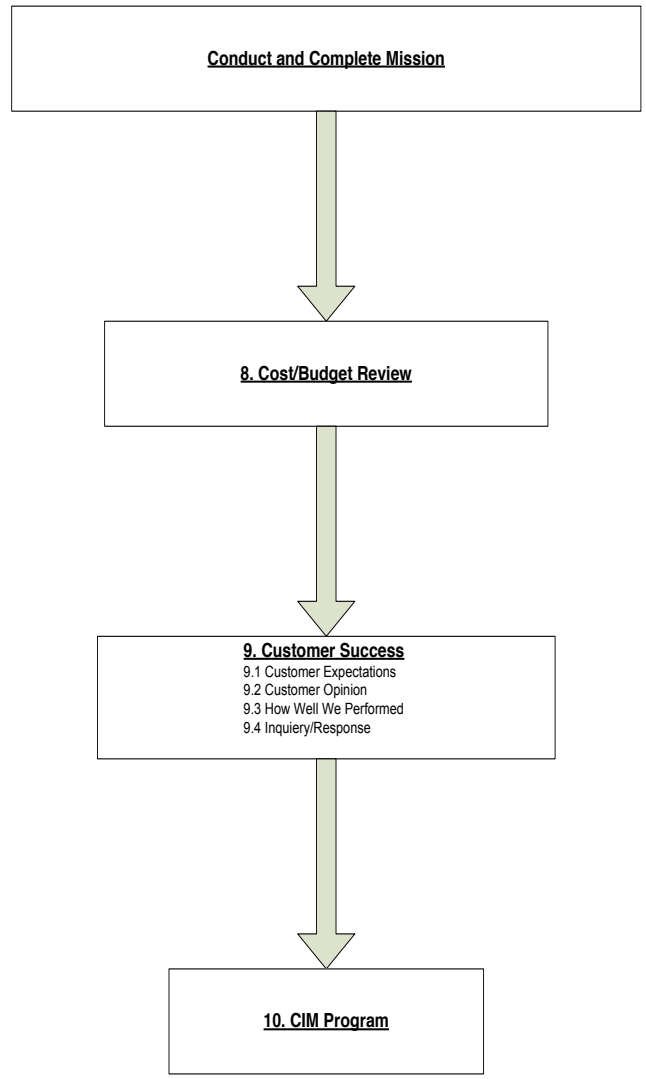 Conduct and Complete Mission
8. Cost/Budget Review
9. Customer Success
9.1 Customer Expectations
9.2 Customer Opinion
9.3 How Well We Performed
9.4 Inquiery/Response
10. CIM Program